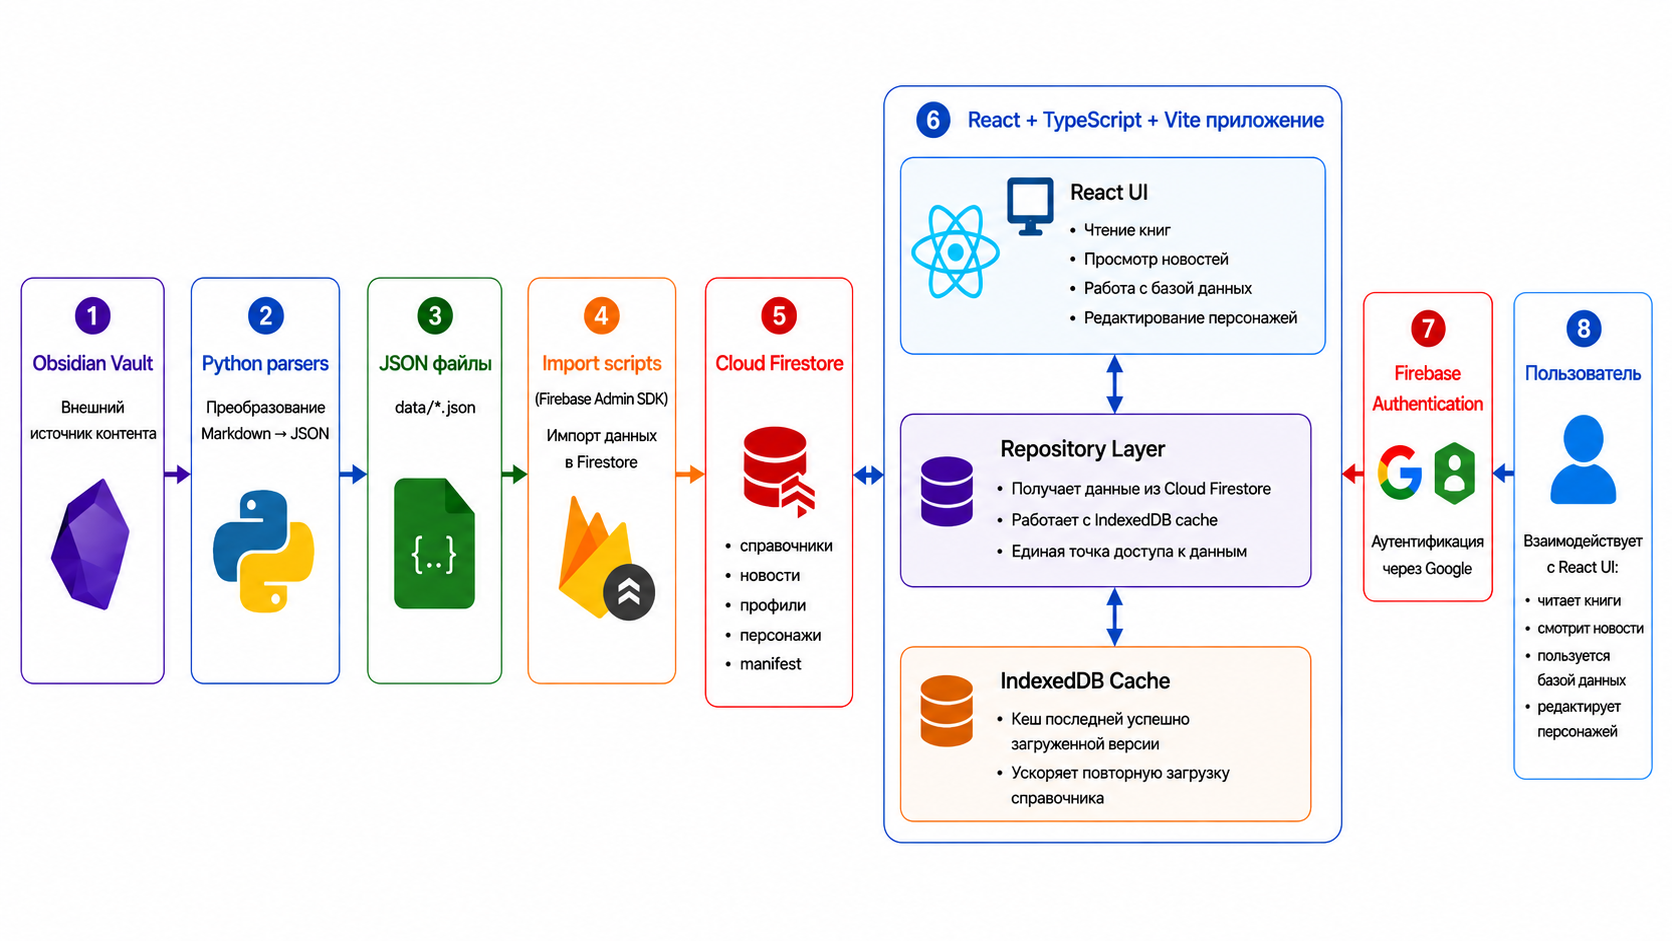 1
Obsidian Vault
Внешний
источник контента
2
Python parsers
Преобразование
Markdown → JSON
3
JSON файлы
data/*.json
{..}
4
Import scripts
(Firebase Admin SDK)
Импорт данных
в Firestore
5
Cloud Firestore
• справочники
• новости
• профили
• персонажи
• manifest
6 React + TypeScript + Vite приложение
React UI
• Чтение книг
• Просмотр новостей
• Работа с базой данных
• Редактирование персонажей
Repository Layer
• Получает данные из Cloud Firestore
• Работает с IndexedDB cache
• Единая точка доступа к данным
IndexedDB Cache
• Кеш последней успешно
загруженной версии
• Ускоряет повторную загрузку
справочника
7
Firebase
Authentication
G
Аутентификация
через Google
8
Пользователь
Взаимодействует
с React UI:
• читает книги
• смотрит новости
• пользуется
базой данных
• редактирует
персонажей